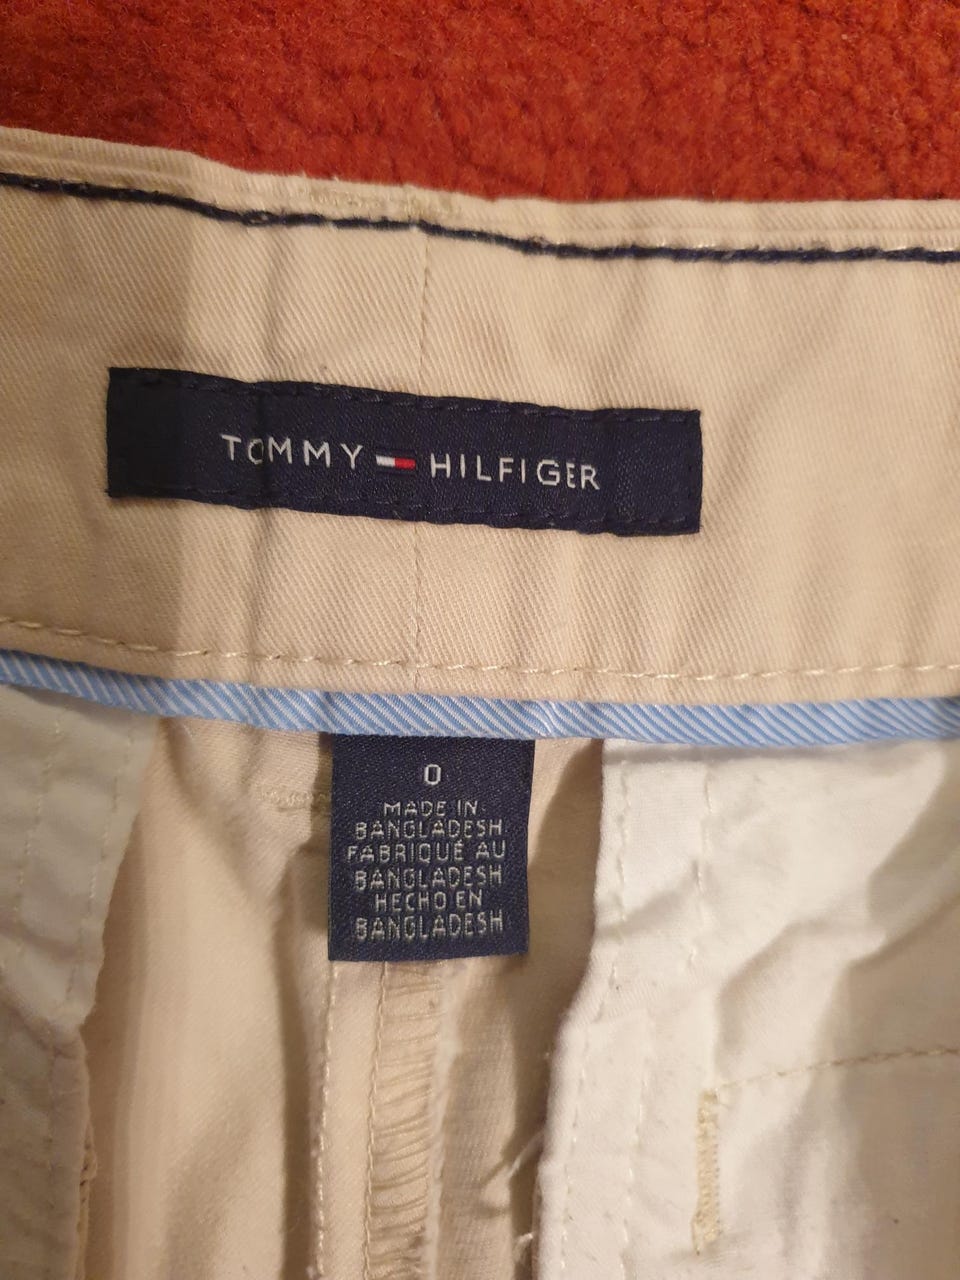 TOMMY HILFIGER
0
MADE IN
BANGLADESH
FABRIQUÉ AU
BANGLADESH
HECHO EN
BANGLADESH